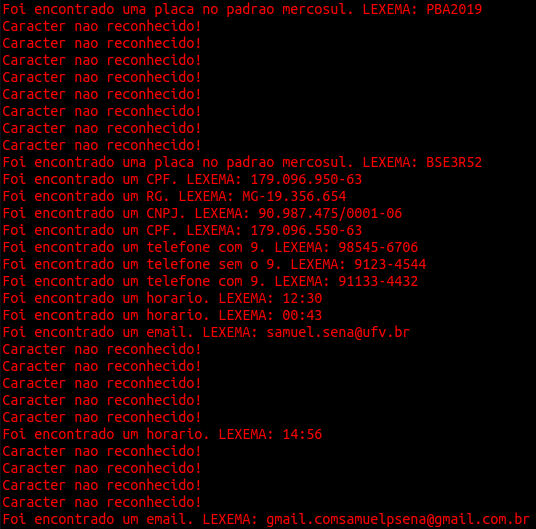 Foi encontrado uma placa no padrao mercosul. LEXEMA: PBA2019
Caracter nao reconhecido!
Caracter nao reconhecido!
Caracter nao reconhecido!
Caracter nao reconhecido!
Caracter nao reconhecido!
Caracter nao reconhecido!
Caracter nao reconhecido!
Caracter nao reconhecido!
Foi encontrado uma placa no padrao mercosul. LEXEMA: BSE3R52
Foi encontrado um CPF. LEXEMA: 179.096.950-63
Foi encontrado um RG. LEXEMA: MG-19.356.654
Foi encontrado um CNPJ. LEXEMA: 90.987.475/0001-06
Foi encontrado um CPF. LEXEMA: 179.096.550-63
Foi encontrado um telefone com 9. LEXEMA: 98545-6706
Foi encontrado um telefone sem o 9. LEXEMA: 9123-4544
Foi encontrado um telefone com 9. LEXEMA: 91133-4432
Foi encontrado um horario. LEXEMA: 12:30
Foi encontrado um horario. LEXEMA: 00:43
Foi encontrado um email. LEXEMA: samuel.sena@ufv.br
Caracter nao reconhecido!
Caracter nao reconhecido!
Caracter nao reconhecido!
Caracter nao reconhecido!
Caracter nao reconhecido!
Foi encontrado um horario. LEXEMA: 14:56
Caracter nao reconhecido!
Caracter nao reconhecido!
Caracter nao reconhecido!
Caracter nao reconhecido!
Foi encontrado um email. LEXEMA: gmail.comsamuelpsena@gmail.com.br